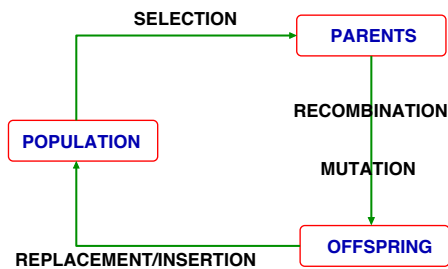 SELECTION
PARENTS
RECOMBINATION
POPULATION
MUTATION
OFFSPRING
REPLACEMENT/INSERTION